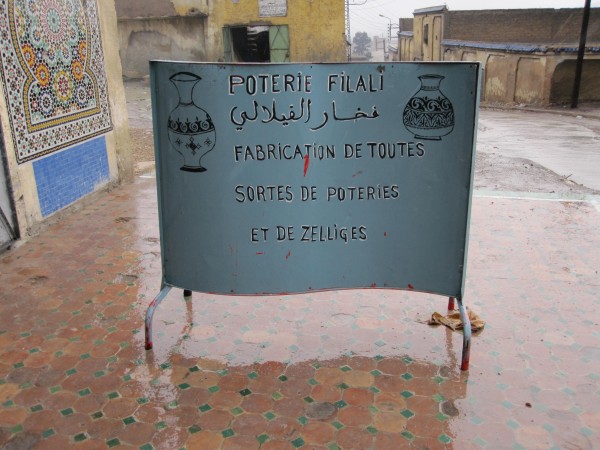 POTERIE FILALI
فخار الفيلالي
FABRICATION DE TOUTES
SORTES DE POTERIES
ET DE ZELLIGES